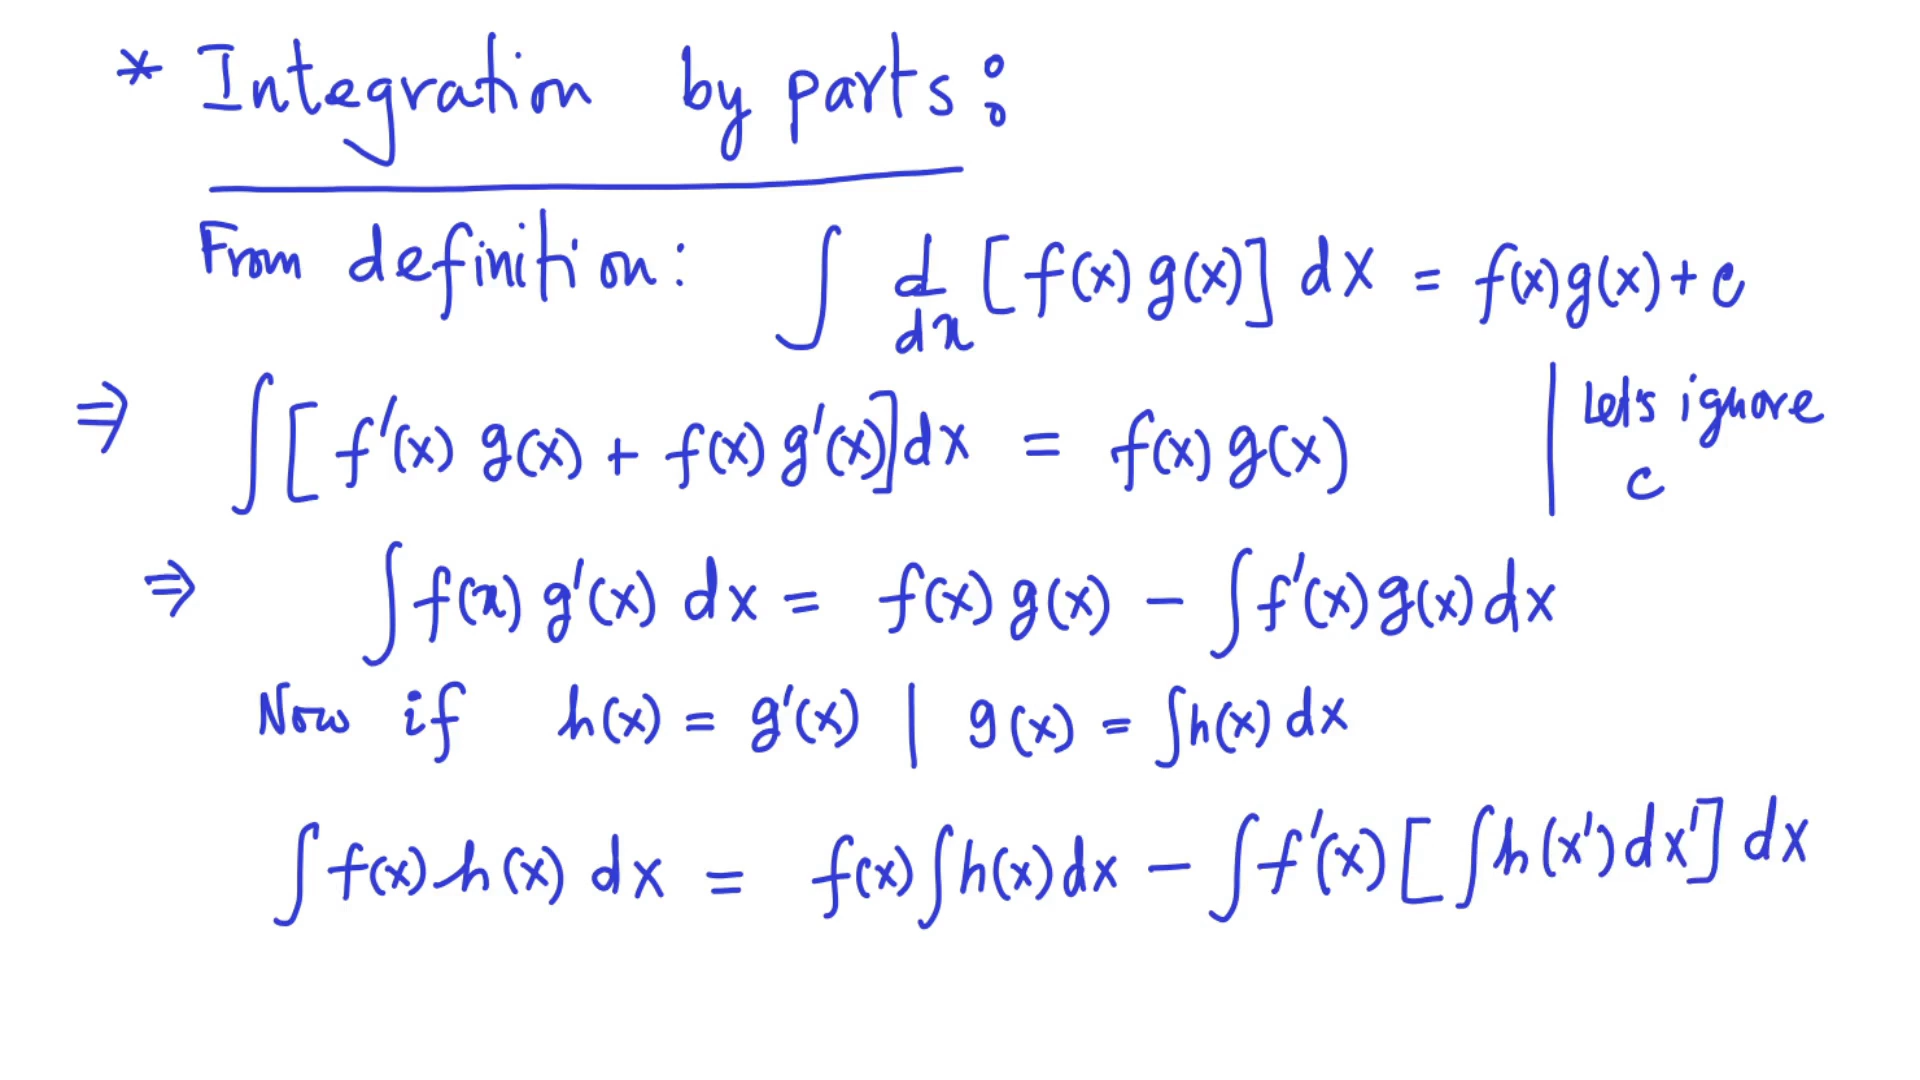 * Integration by parts:
From definition: ∫ d/dx [f(x) g(x)] dx = f(x)g(x) + c
⇒ ∫[f'(x) g(x) + f(x) g'(x)]dx = f(x) g(x) | Let's ignore c
⇒ ∫f(x) g'(x) dx = f(x) g(x) - ∫f'(x)g(x)dx
Now if h(x) = g'(x) | g(x) = ∫h(x) dx
∫f(x) h(x) dx = f(x)∫h(x)dx - ∫f'(x)[∫h(x')dx'] dx